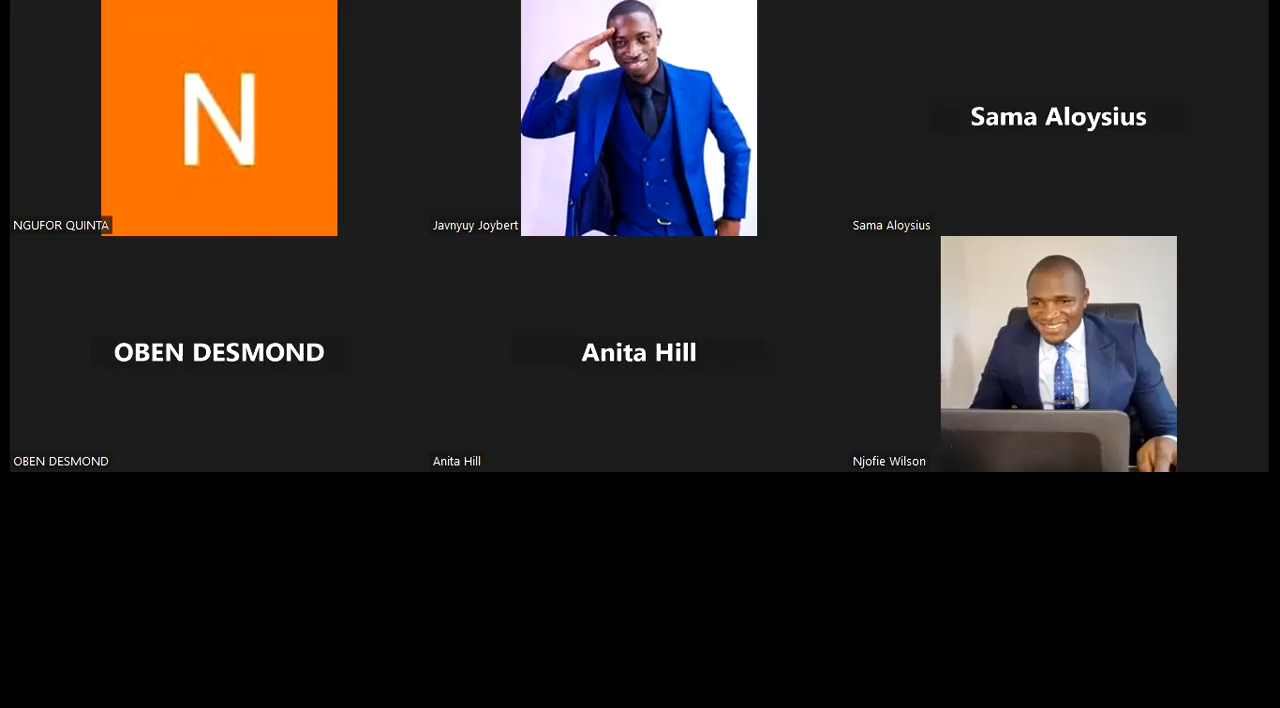 N
NGUFOR QUINTA
Javnyuy Joybert
Sama Aloysius
Sama Aloysius
OBEN DESMOND
OBEN DESMOND
Anita Hill
Anita Hill
Njofie Wilson